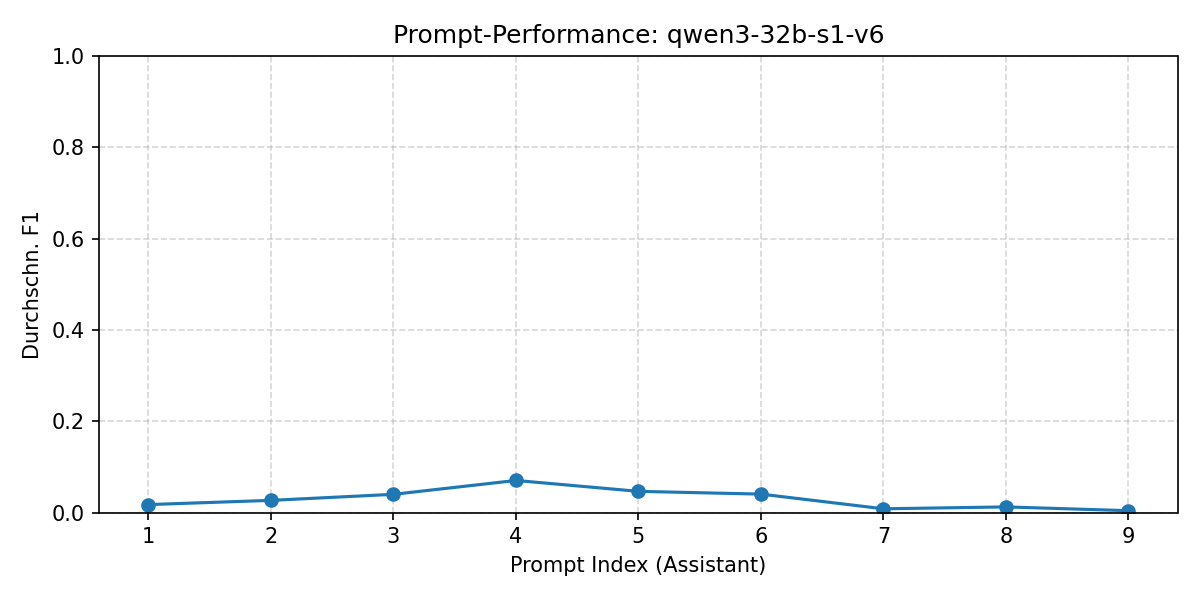 Prompt-Performance: qwen3-32b-s1-v6
1.0
0.8
0.6
0.4
0.2
0.0
Durchschn. F1
1 2 3 4 5 6 7 8 9
Prompt Index (Assistant)